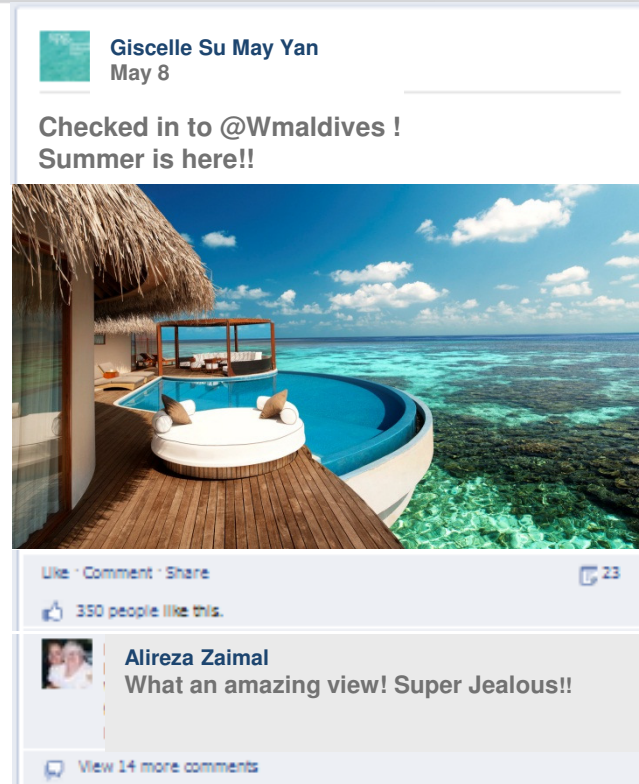 Giscelle Su May Yan
May 8
Checked in to @Wmaldives !
Summer is here!!
Like · Comment · Share
23
350 people like this.
Alireza Zaimal
What an amazing view! Super Jealous!!
View 14 more comments